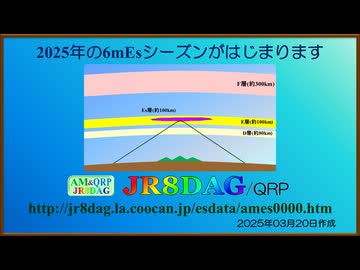 2025年の6mEsシーズンがはじまります
F層(約300km)
Es層(約100km)
E層(約100km)
D層(約80km)
AM&QRP
JR8DAG
JR8DAG/QRP
http://jr8dag.la.coocan.jp/esdata/ames0000.htm
2025年03月20日作成